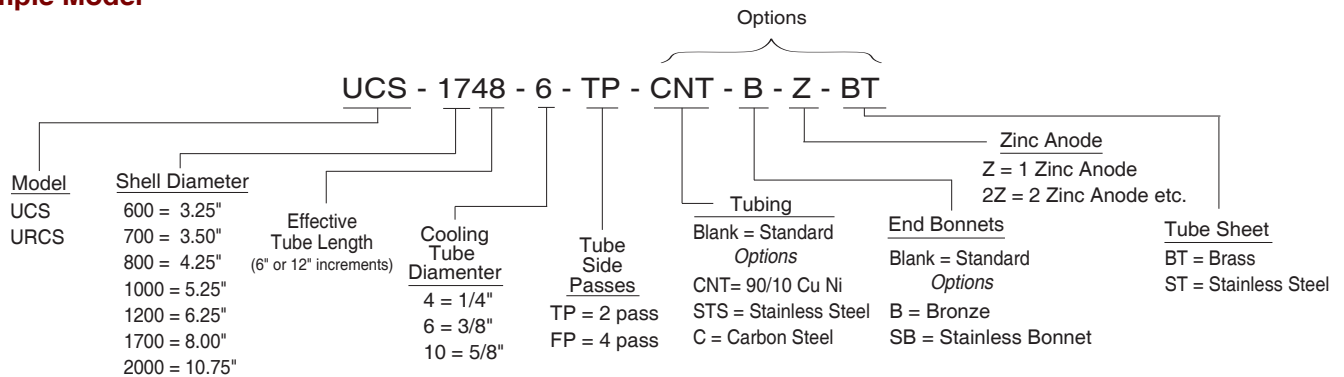 Model
Options
UCS - 1748 - 6 - TP - CNT - B - Z - BT
Model
UCS
URCS
Shell Diameter
600 = 3.25"
700 = 3.50"
800 = 4.25"
1000 = 5.25"
1200 = 6.25"
1700 = 8.00"
2000 = 10.75"
Effective
Tube Length
(6" or 12" increments)
Cooling
Tube
Diamenter
4 = 1/4"
6 = 3/8"
10 = 5/8"
Tube
Side
Passes
TP = 2 pass
FP = 4 pass
Tubing
Blank = Standard
Options
CNT= 90/10 Cu Ni
STS = Stainless Steel
C = Carbon Steel
End Bonnets
Blank = Standard
Options
B = Bronze
SB = Stainless Bonnet
Zinc Anode
Z = 1 Zinc Anode
2Z = 2 Zinc Anode etc.
Tube Sheet
BT = Brass
ST = Stainless Steel